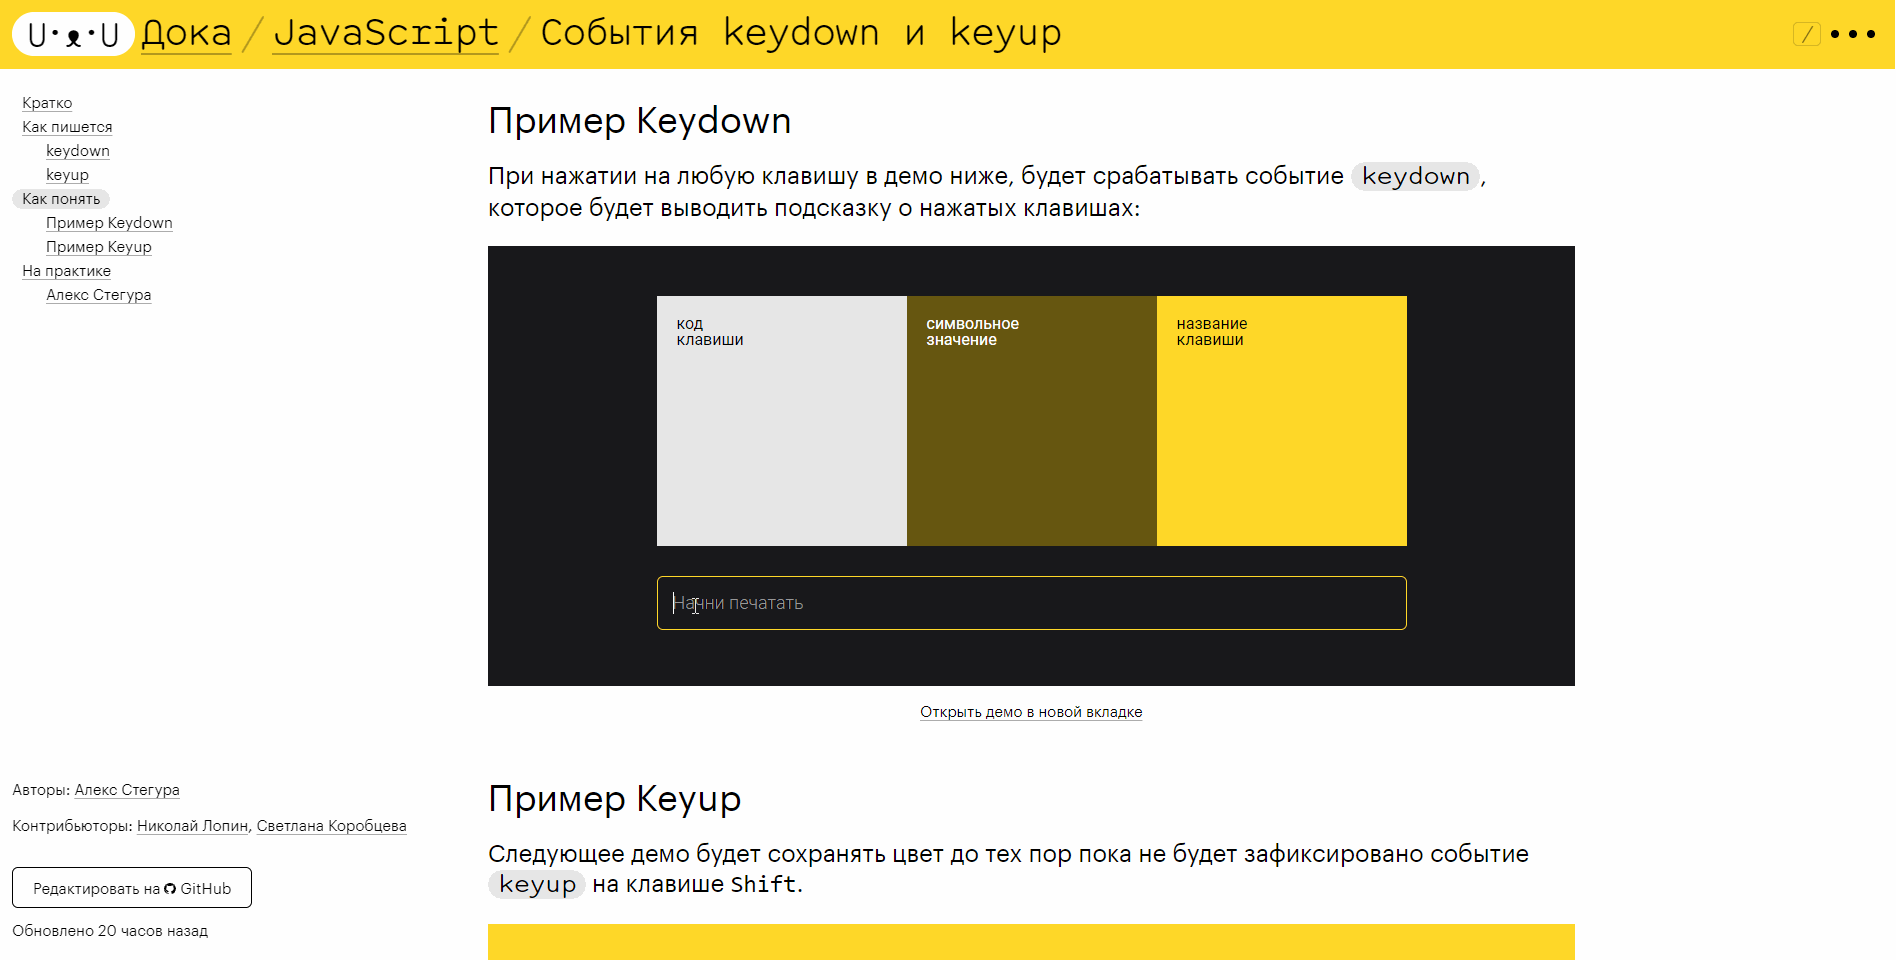 Дока / JavaScript / События keydown и keyup
/
Кратко
Как пишется
keydown
keyup
Как понять
Пример Keydown
Пример Keyup
На практике
Алекс Стегура
Пример Keydown
При нажатии на любую клавишу в демо ниже, будет срабатывать событие keydown,
которое будет выводить подсказку о нажатых клавишах:
код
клавиши
символьное
значение
название
клавиши
Начни печатать
Открыть демо в новой вкладке
Пример Keyup
Следующее демо будет сохранять цвет до тех пор пока не будет зафиксировано событие
keyup на клавише Shift.
Авторы: Алекс Стегура
Контрибьюторы: Николай Лопин, Светлана Коробцева
Редактировать на GitHub
Обновлено 20 часов назад